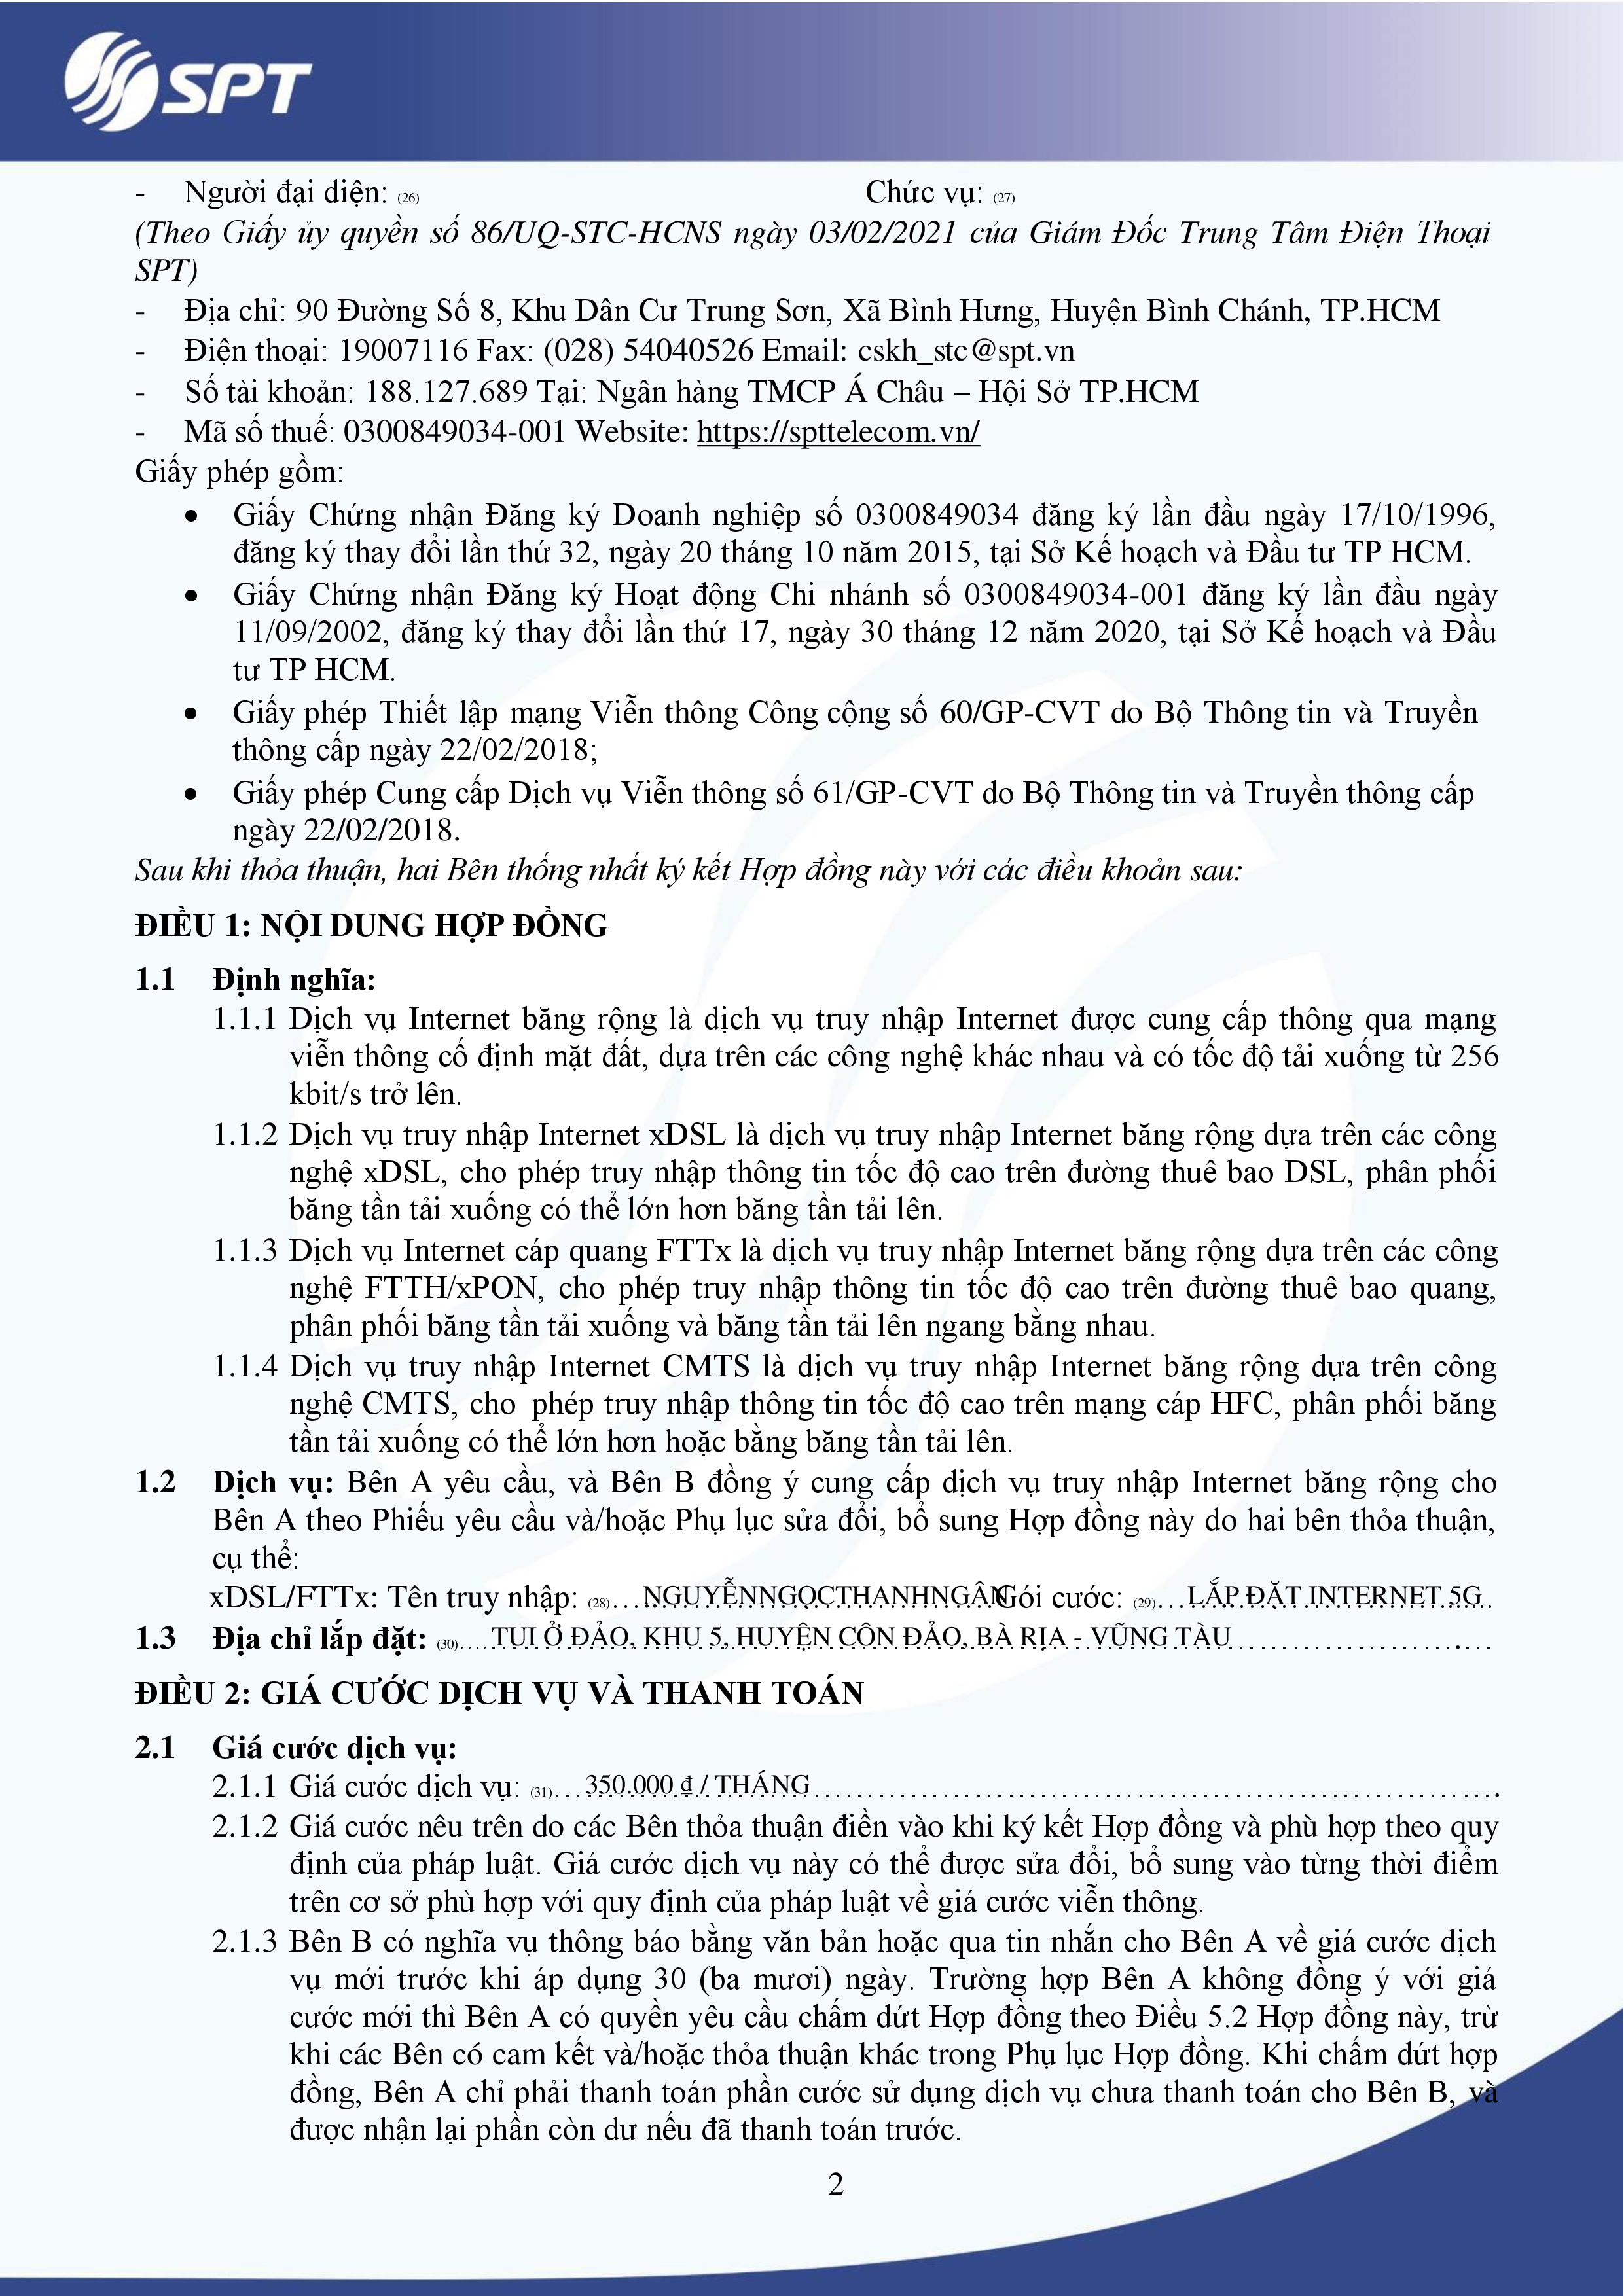 SPT
- Người đại diện: (26) Chức vụ: (27)
(Theo Giấy ủy quyền số 86/UQ-STC-HCNS ngày 03/02/2021 của Giám Đốc Trung Tâm Điện Thoại
SPT)
- Địa chỉ: 90 Đường Số 8, Khu Dân Cư Trung Sơn, Xã Bình Hưng, Huyện Bình Chánh, TP.HCM
- Điện thoại: 19007116 Fax: (028) 54040526 Email: cskh_stc@spt.vn
- Số tài khoản: 188.127.689 Tại: Ngân hàng TMCP Á Châu – Hội Sở TP.HCM
- Mã số thuế: 0300849034-001 Website: https://spttelecom.vn/
Giấy phép gồm:
• Giấy Chứng nhận Đăng ký Doanh nghiệp số 0300849034 đăng ký lần đầu ngày 17/10/1996,
đăng ký thay đổi lần thứ 32, ngày 20 tháng 10 năm 2015, tại Sở Kế hoạch và Đầu tư TP HCM.
• Giấy Chứng nhận Đăng ký Hoạt động Chi nhánh số 0300849034-001 đăng ký lần đầu ngày
11/09/2002, đăng ký thay đổi lần thứ 17, ngày 30 tháng 12 năm 2020, tại Sở Kế hoạch và Đầu
tư TP HCM.
• Giấy phép Thiết lập mạng Viễn thông Công cộng số 60/GP-CVT do Bộ Thông tin và Truyền
thông cấp ngày 22/02/2018;
• Giấy phép Cung cấp Dịch vụ Viễn thông số 61/GP-CVT do Bộ Thông tin và Truyền thông cấp
ngày 22/02/2018.
Sau khi thỏa thuận, hai Bên thống nhất ký kết Hợp đồng này với các điều khoản sau:
ĐIỀU 1: NỘI DUNG HỢP ĐỒNG
1.1 Định nghĩa:
1.1.1 Dịch vụ Internet băng rộng là dịch vụ truy nhập Internet được cung cấp thông qua mạng
viễn thông cố định mặt đất, dựa trên các công nghệ khác nhau và có tốc độ tải xuống từ 256
kbit/s trở lên.
1.1.2 Dịch vụ truy nhập Internet xDSL là dịch vụ truy nhập Internet băng rộng dựa trên các công
nghệ xDSL, cho phép truy nhập thông tin tốc độ cao trên đường thuê bao DSL, phân phối
băng tần tải xuống có thể lớn hơn băng tần tải lên.
1.1.3 Dịch vụ Internet cáp quang FTTx là dịch vụ truy nhập Internet băng rộng dựa trên các công
nghệ FTTH/xPON, cho phép truy nhập thông tin tốc độ cao trên đường thuê bao quang,
phân phối băng tần tải xuống và băng tần tải lên ngang bằng nhau.
1.1.4 Dịch vụ truy nhập Internet CMTS là dịch vụ truy nhập Internet băng rộng dựa trên công
nghệ CMTS, cho phép truy nhập thông tin tốc độ cao trên mạng cáp HFC, phân phối băng
tần tải xuống có thể lớn hơn hoặc bằng băng tần tải lên.
1.2 Dịch vụ: Bên A yêu cầu, và Bên B đồng ý cung cấp dịch vụ truy nhập Internet băng rộng cho
Bên A theo Phiếu yêu cầu và/hoặc Phụ lục sửa đổi, bổ sung Hợp đồng này do hai bên thỏa thuận,
cụ thể:
xDSL/FTTx: Tên truy nhập: (28)....NGUYỄNNGỌCTHANHNGÂN Gói cước: (29)....LẮP ĐẶT INTERNET 5G
1.3 Địa chỉ lắp đặt: (30)....TUI Ở ĐẢO, KHU 5, HUYỆN CÔN ĐẢO, BÀ RỊA - VŨNG TÀU..........
ĐIỀU 2: GIÁ CƯỚC DỊCH VỤ VÀ THANH TOÁN
2.1 Giá cước dịch vụ:
2.1.1 Giá cước dịch vụ: (31)....350.000 ₫ / THÁNG..........
2.1.2 Giá cước nêu trên do các Bên thỏa thuận điền vào khi ký kết Hợp đồng và phù hợp theo quy
định của pháp luật. Giá cước dịch vụ này có thể được sửa đổi, bổ sung vào từng thời điểm
trên cơ sở phù hợp với quy định của pháp luật về giá cước viễn thông.
2.1.3 Bên B có nghĩa vụ thông báo bằng văn bản hoặc qua tin nhắn cho Bên A về giá cước dịch
vụ mới trước khi áp dụng 30 (ba mươi) ngày. Trường hợp Bên A không đồng ý với giá
cước mới thì Bên A có quyền yêu cầu chấm dứt Hợp đồng theo Điều 5.2 Hợp đồng này, trừ
khi các Bên có cam kết và/hoặc thỏa thuận khác trong Phụ lục Hợp đồng. Khi chấm dứt hợp
đồng, Bên A chỉ phải thanh toán phần cước sử dụng dịch vụ chưa thanh toán cho Bên B, và
được nhận lại phần còn dư nếu đã thanh toán trước.
2